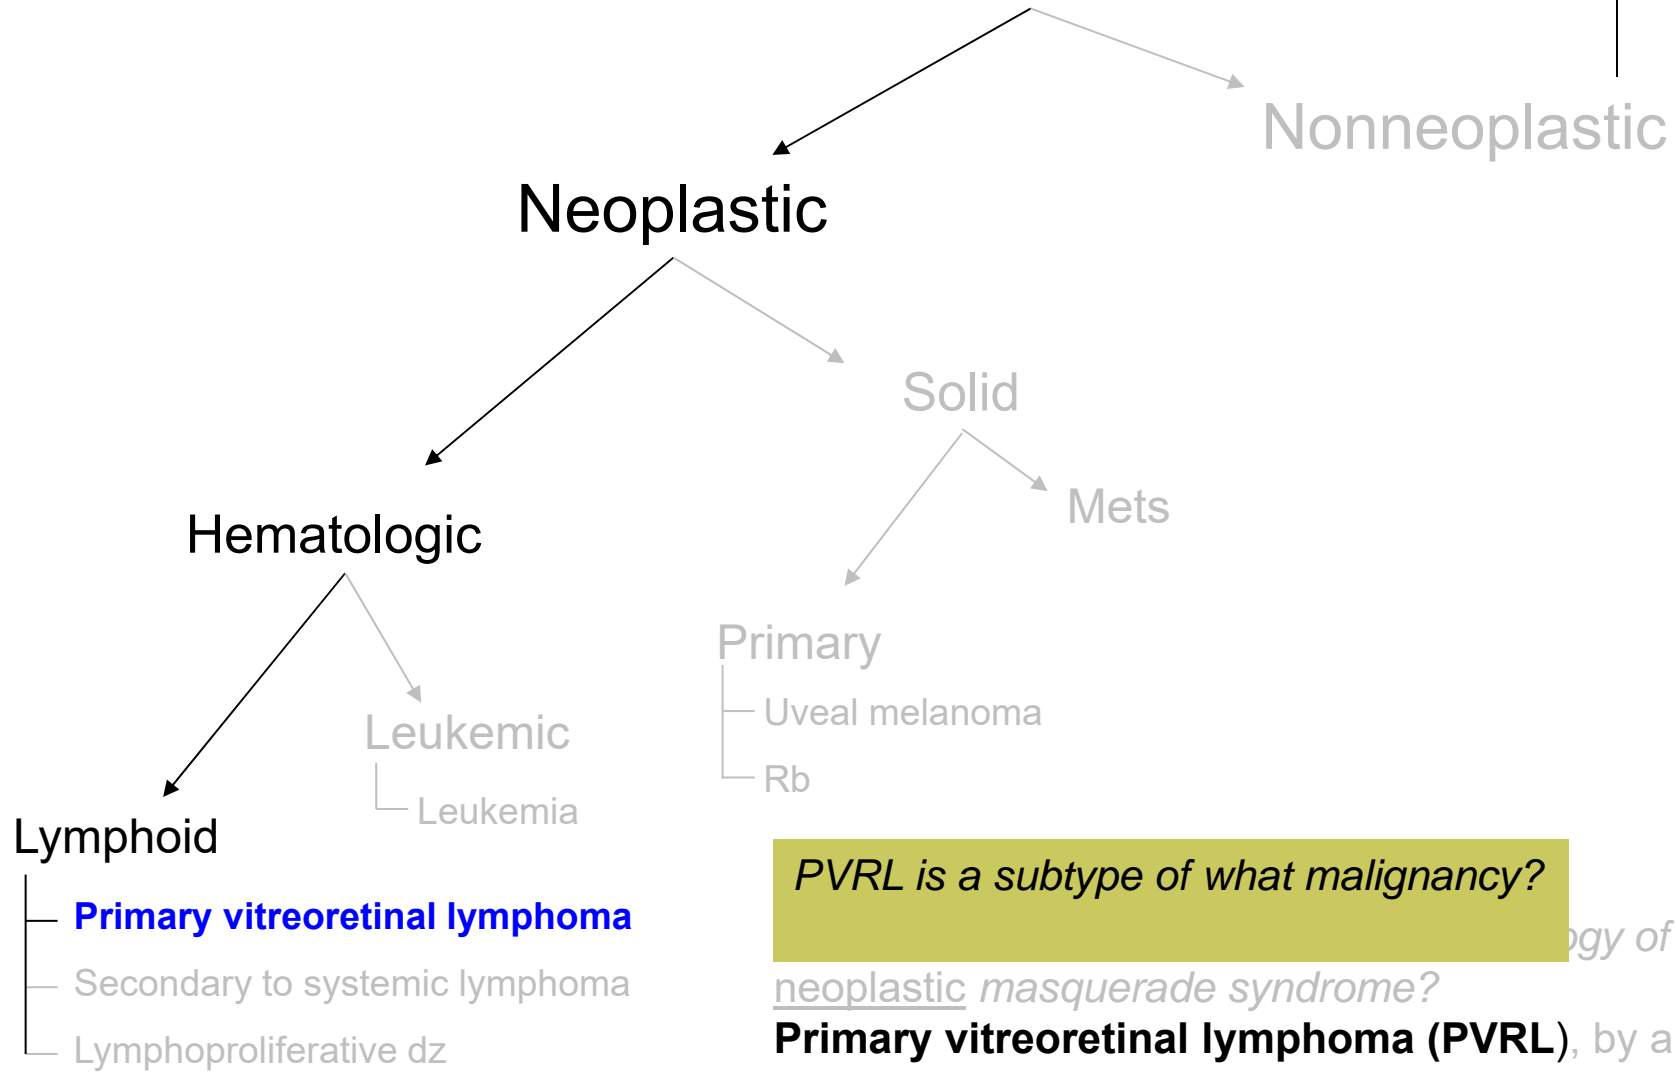 Nonneoplastic
Neoplastic
Solid
Mets
Hematologic
Primary
Uveal melanoma
Rb
Leukemic
Leukemia
Lymphoid
Primary vitreoretinal lymphoma
Secondary to systemic lymphoma
Lymphoproliferative dz
PVRL is a subtype of what malignancy?
of
neoplastic masquerade syndrome?
Primary vitreoretinal lymphoma (PVRL), by a